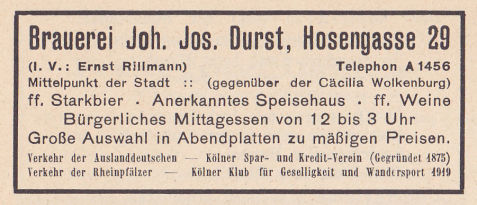 Brauerei Joh. Jos. Durst, Hosengasse 29
(I. V.: Ernst Rillmann) Telephon A 1456
Mittelpunkt der Stadt :: (gegenüber der Cäcilia Wolkenburg)
ff. Starkbier · Anerkanntes Speisehaus · ff. Weine
Bürgerliches Mittagessen von 12 bis 3 Uhr
Große Auswahl in Abendplatten zu mäßigen Preisen.
Verkehr der Auslanddeutschen — Kölner Spar- und Kredit-Verein (Gegründet 1875)
Verkehr der Rheinpfälzer — Kölner Klub für Geselligkeit und Wandersport 1919